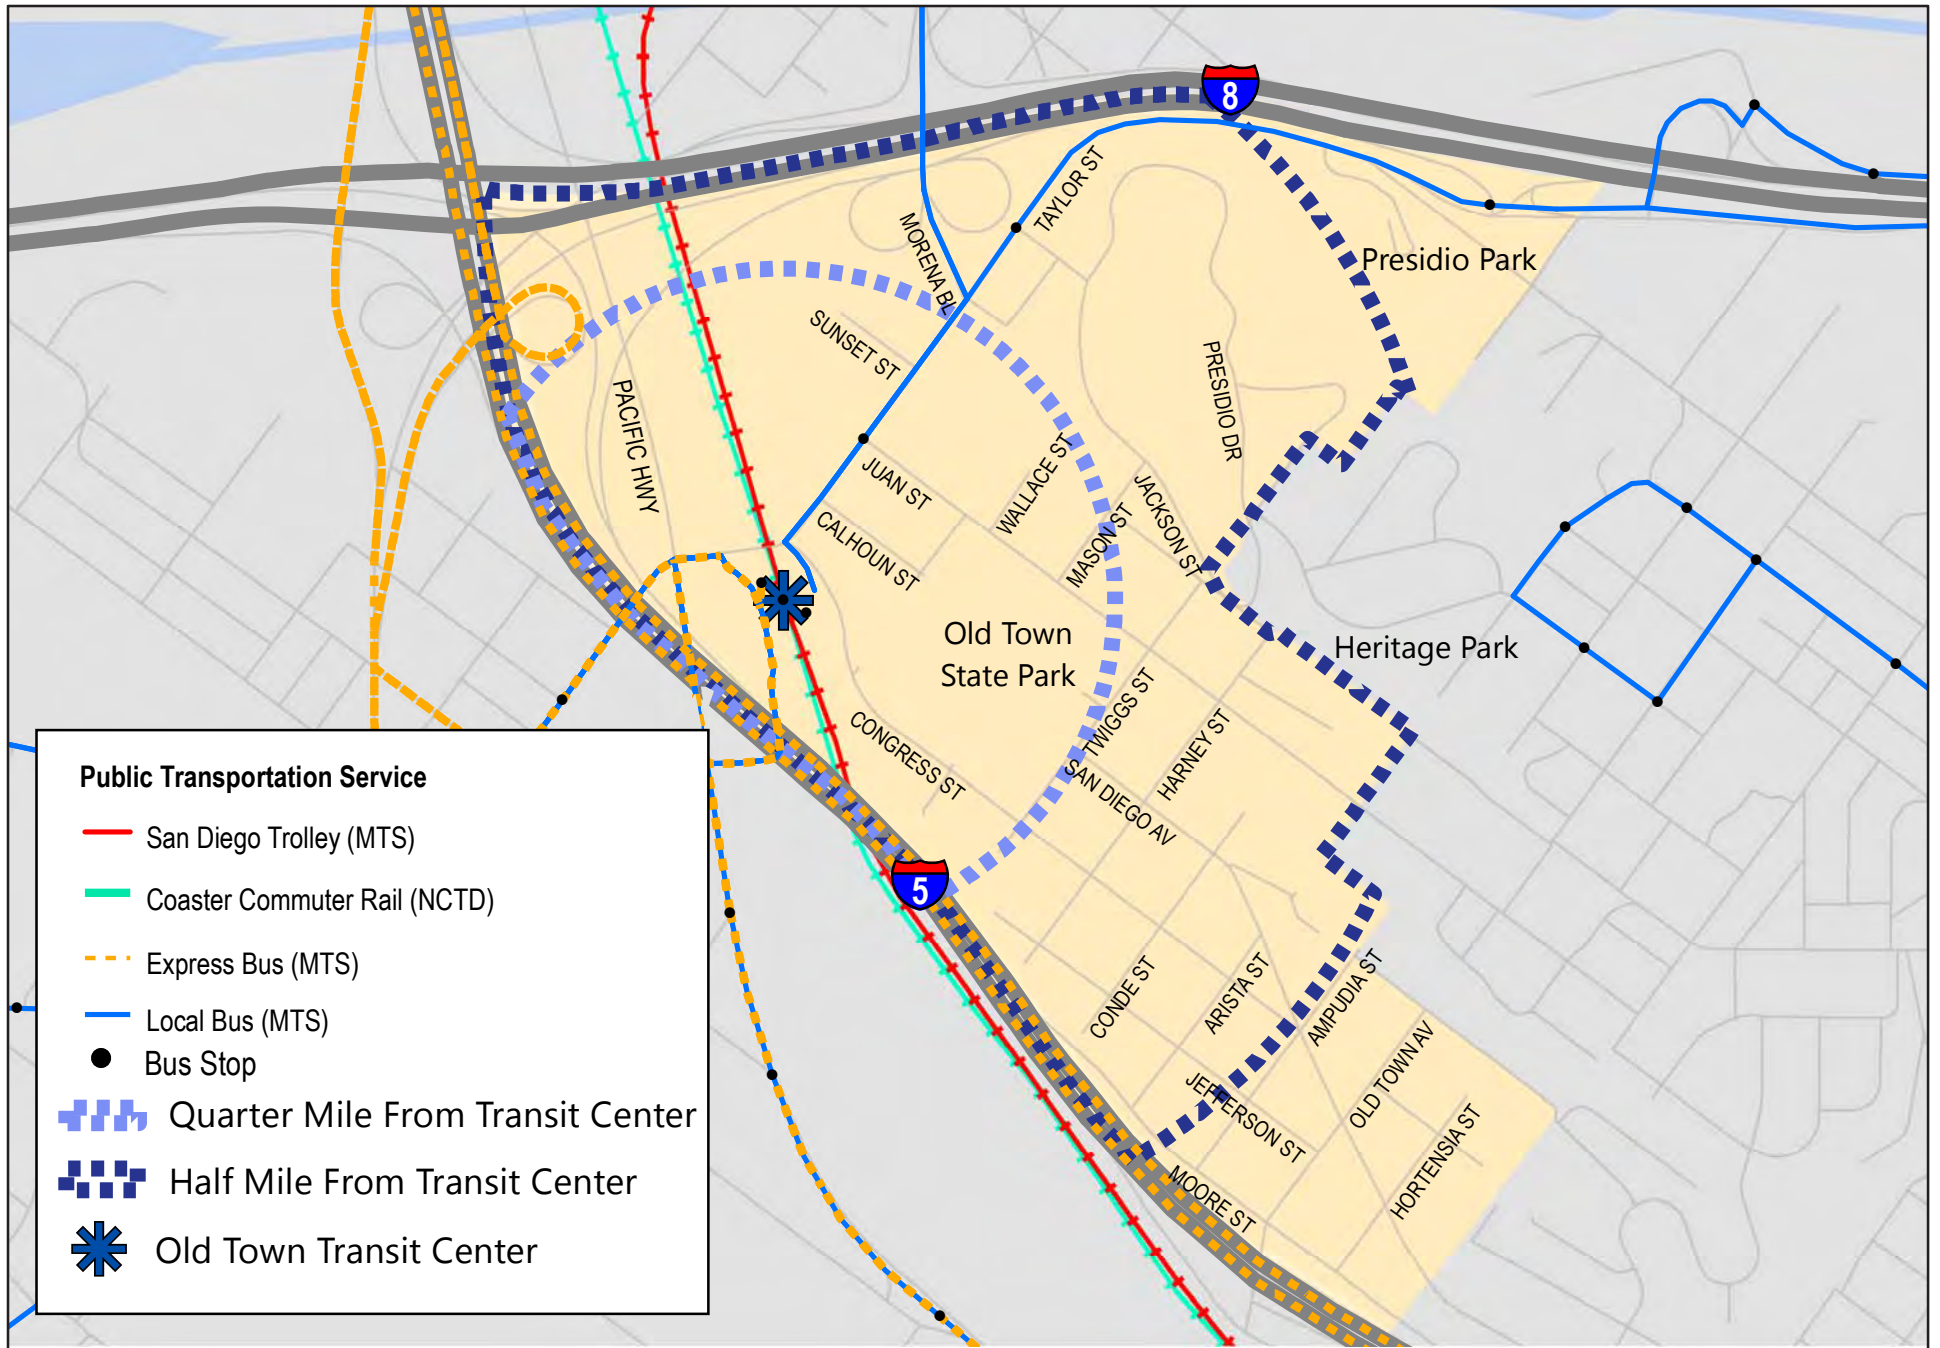 8
TAYLOR ST
MORENA BL
Presidio Park
SUNSET ST
PRESIDIO DR
PACIFIC HWY
JUAN ST
WALLACE ST
JACKSON ST
MASON ST
CALHOUN ST
Old Town
State Park
Heritage Park
TWIGGS ST
HARNEY ST
CONGRESS ST
SAN DIEGO AV
5
CONDE ST
ARISTA ST
AMPUDIA ST
OLD TOWN AV
JEFFERSON ST
HORTENSIA ST
MOORE ST
Public Transportation Service
San Diego Trolley (MTS)
Coaster Commuter Rail (NCTD)
Express Bus (MTS)
Local Bus (MTS)
Bus Stop
Quarter Mile From Transit Center
Half Mile From Transit Center
Old Town Transit Center